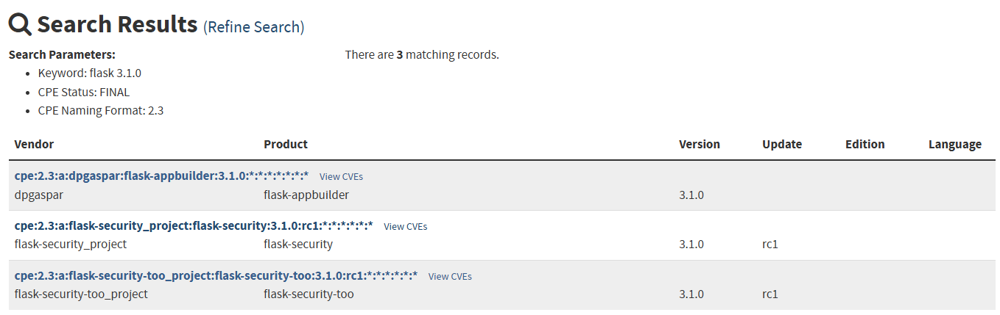 Search Results (Refine Search)
Search Parameters:
There are 3 matching records.
• Keyword: flask 3.1.0
• CPE Status: FINAL
• CPE Naming Format: 2.3
Vendor Product Version Update Edition Language
cpe:2.3:a:dpgaspar:flask-appbuilder:3.1.0:*:*:*:*:*:*:* View CVEs
dpgaspar flask-appbuilder 3.1.0
cpe:2.3:a:flask-security_project:flask-security:3.1.0:rc1:*:*:*:*:*:* View CVEs
flask-security_project flask-security 3.1.0 rc1
cpe:2.3:a:flask-security-too_project:flask-security-too:3.1.0:rc1:*:*:*:*:*:* View CVEs
flask-security-too_project flask-security-too 3.1.0 rc1